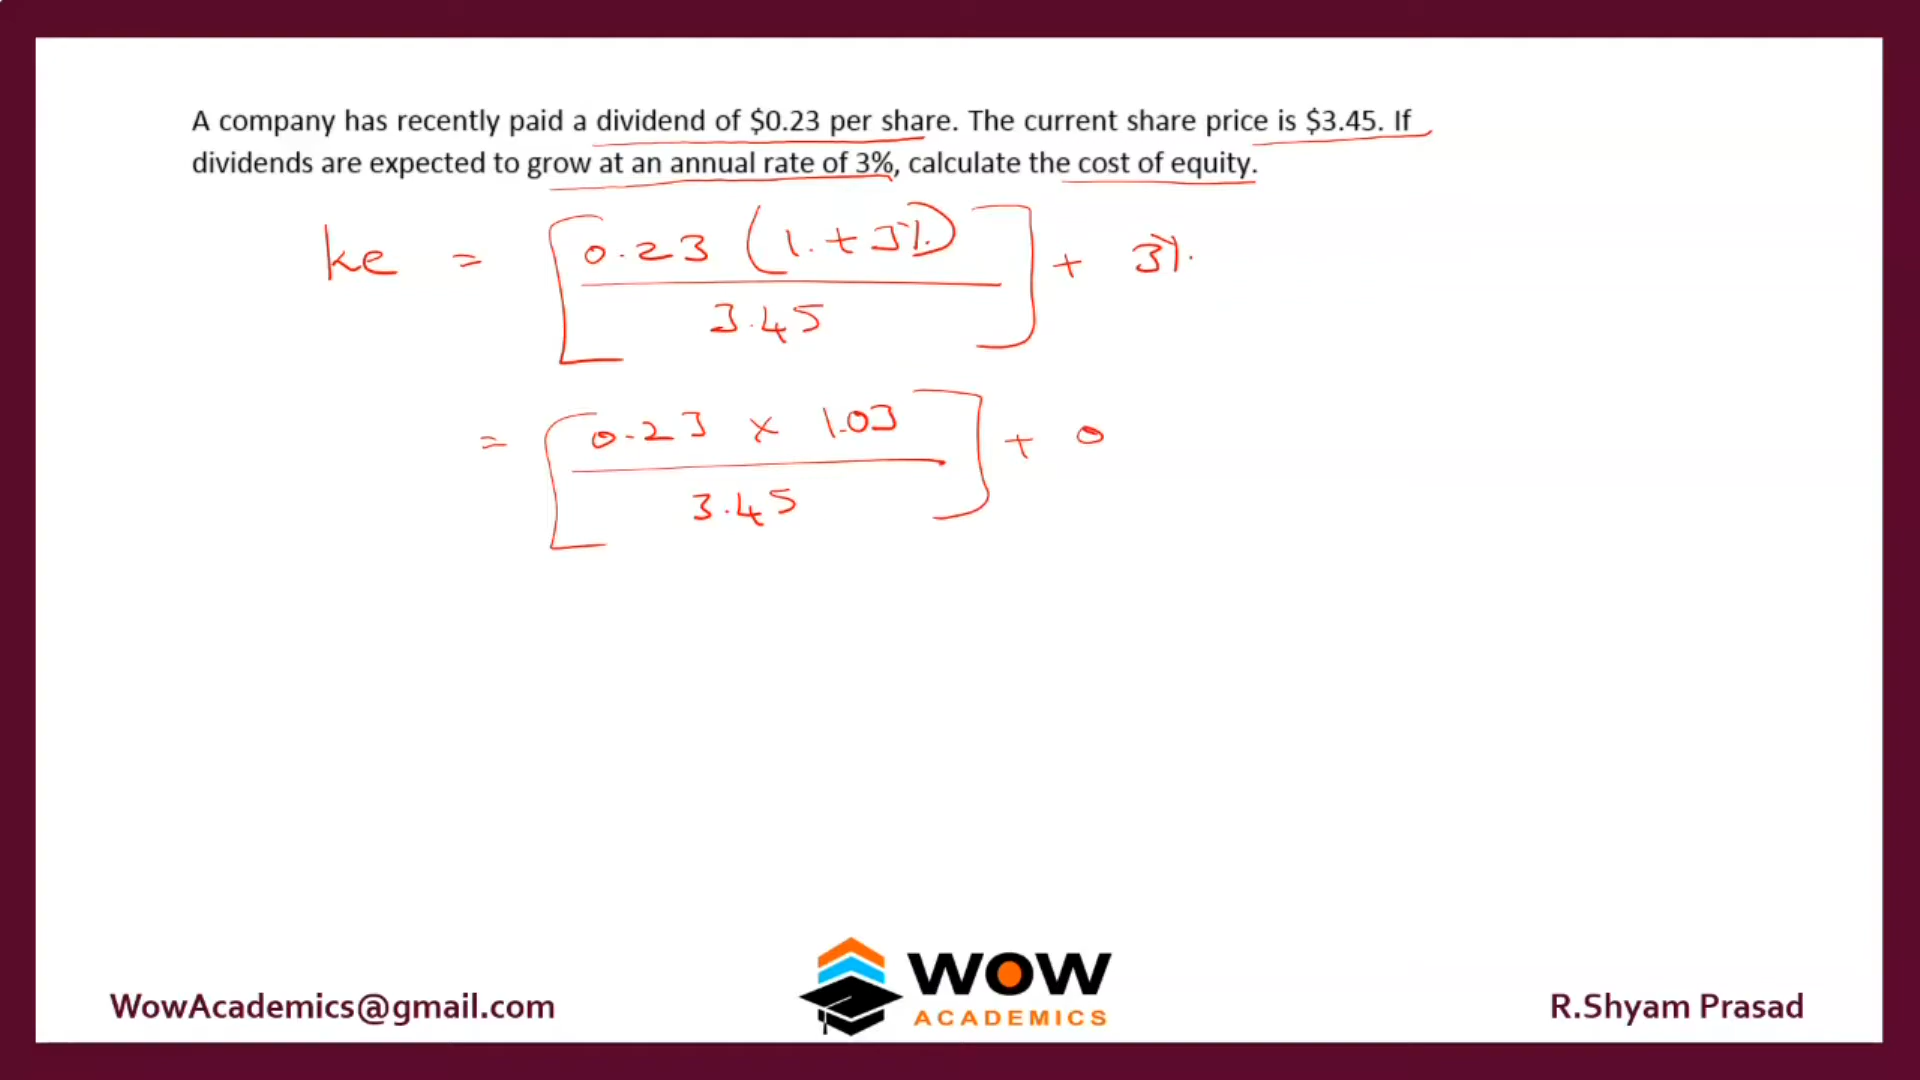 A company has recently paid a dividend of $0.23 per share. The current share price is $3.45. If
dividends are expected to grow at an annual rate of 3%, calculate the cost of equity.
ke = [ 0.23 (1 + 3%)
3.45 ] + 3%
= [ 0.23 x 1.03
3.45 ] + 0
WOW
ACADEMICS
WowAcademics@gmail.com
R.Shyam Prasad